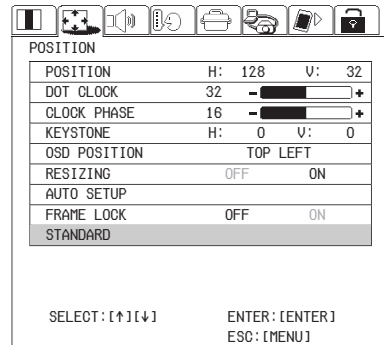 POSITION
POSITION H: 128 V: 32
DOT CLOCK 32 - +
CLOCK PHASE 16 - +
KEYSTONE H: 0 V: 0
OSD POSITION TOP LEFT
RESIZING OFF ON
AUTO SETUP
FRAME LOCK OFF ON
STANDARD
SELECT:[↑][↓] ENTER:[ENTER]
ESC:[MENU]